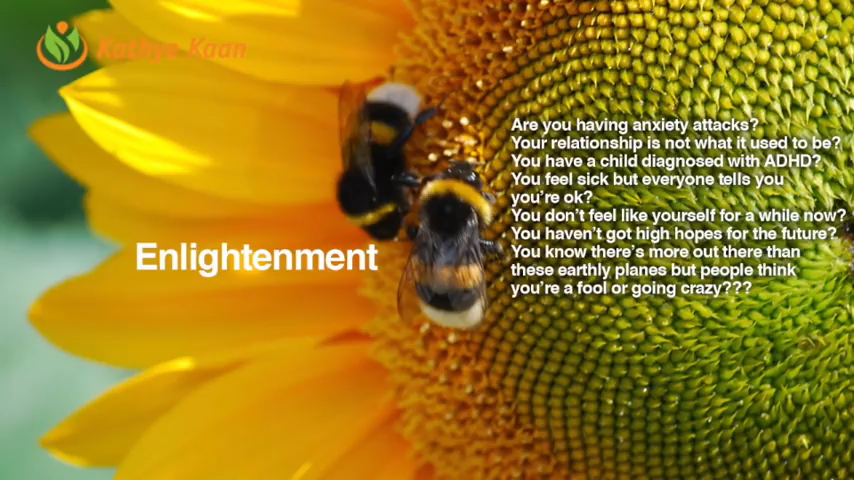 Kathye Kaan
Enlightenment
Are you having anxiety attacks?
Your relationship is not what it used to be?
You have a child diagnosed with ADHD?
You feel sick but everyone tells you
you're ok?
You don't feel like yourself for a while now?
You haven't got high hopes for the future?
You know there's more out there than
these earthly planes but people think
you're a fool or going crazy???